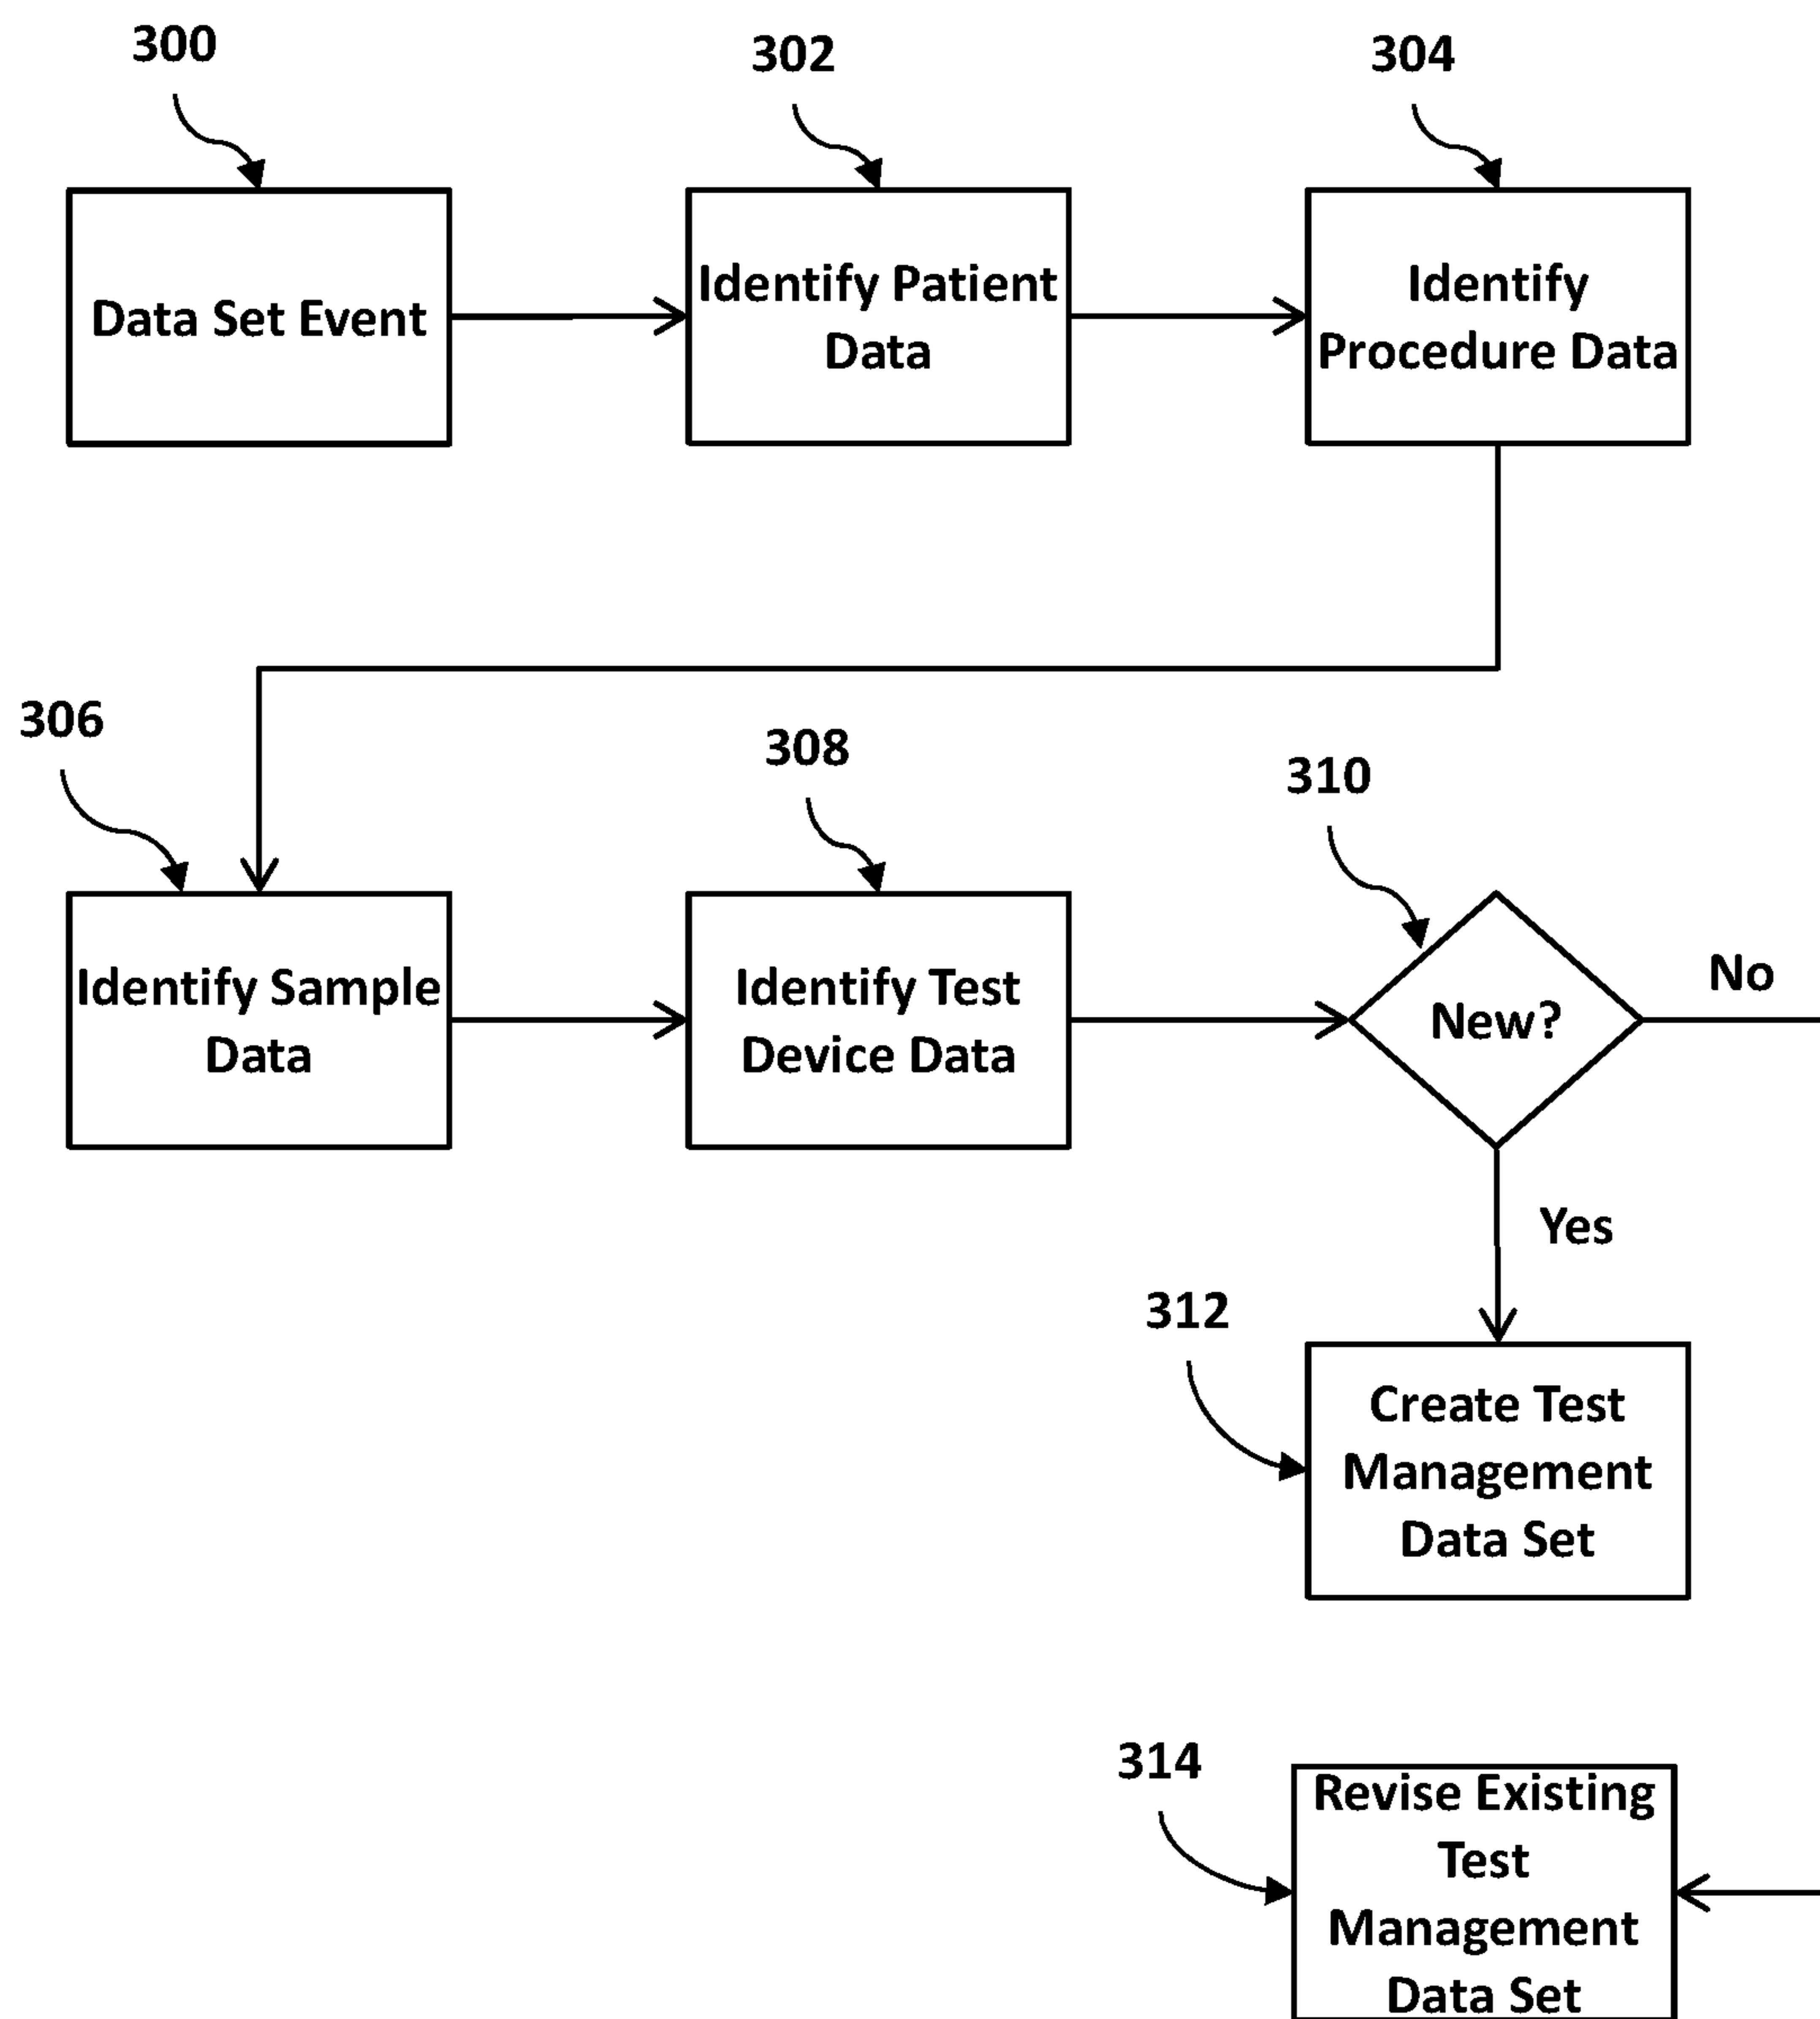 300
302
304
Data Set Event
Identify Patient
Data
Identify
Procedure Data
306
308
310
Identify Sample
Data
Identify Test
Device Data
New?
No
Yes
312
Create Test
Management
Data Set
314
Revise Existing
Test
Management
Data Set